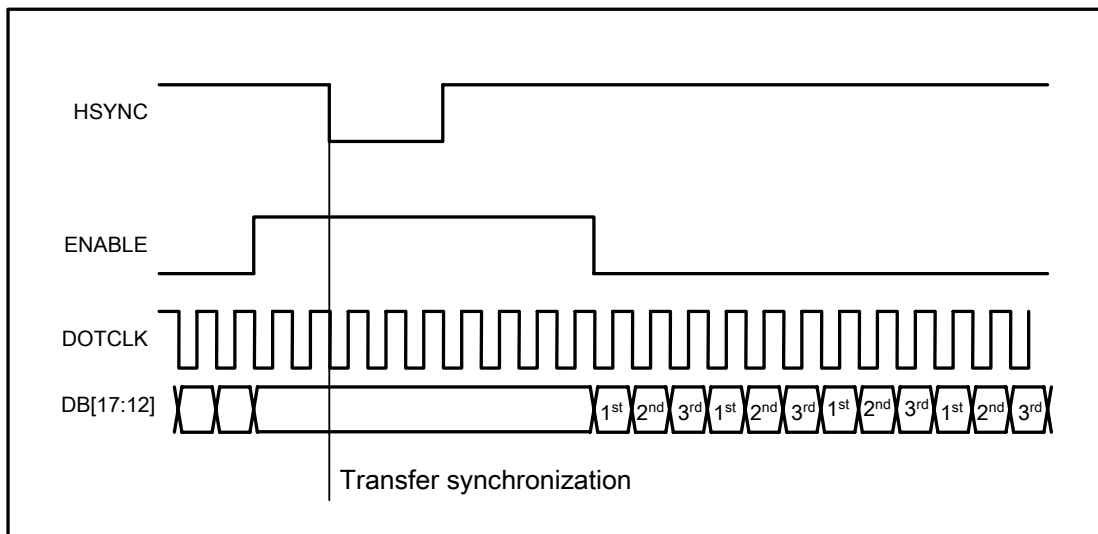 HSYNC
ENABLE
DOTCLK
DB[17:12]
1st 2nd 3rd 1st 2nd 3rd 1st 2nd 3rd 1st 2nd 3rd
Transfer synchronization